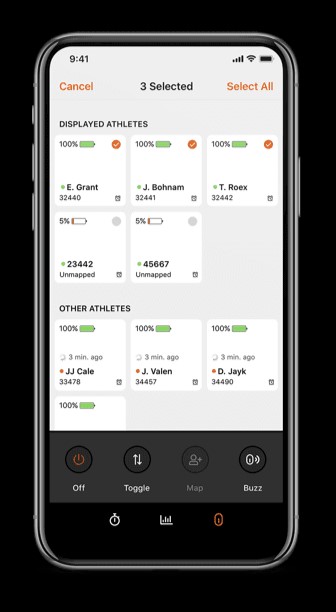 9:41
Cancel 3 Selected Select All
DISPLAYED ATHLETES
100% 100% 100%
E. Grant J. Bohnam T. Roex
32440 32441 32442
5% 5%
23442 45667
Unmapped Unmapped
OTHER ATHLETES
100% 100% 100%
3 min. ago 3 min. ago 3 min. ago
JJ Cale J. Valen D. Jayk
33478 34457 34490
100%
Off Toggle Map Buzz